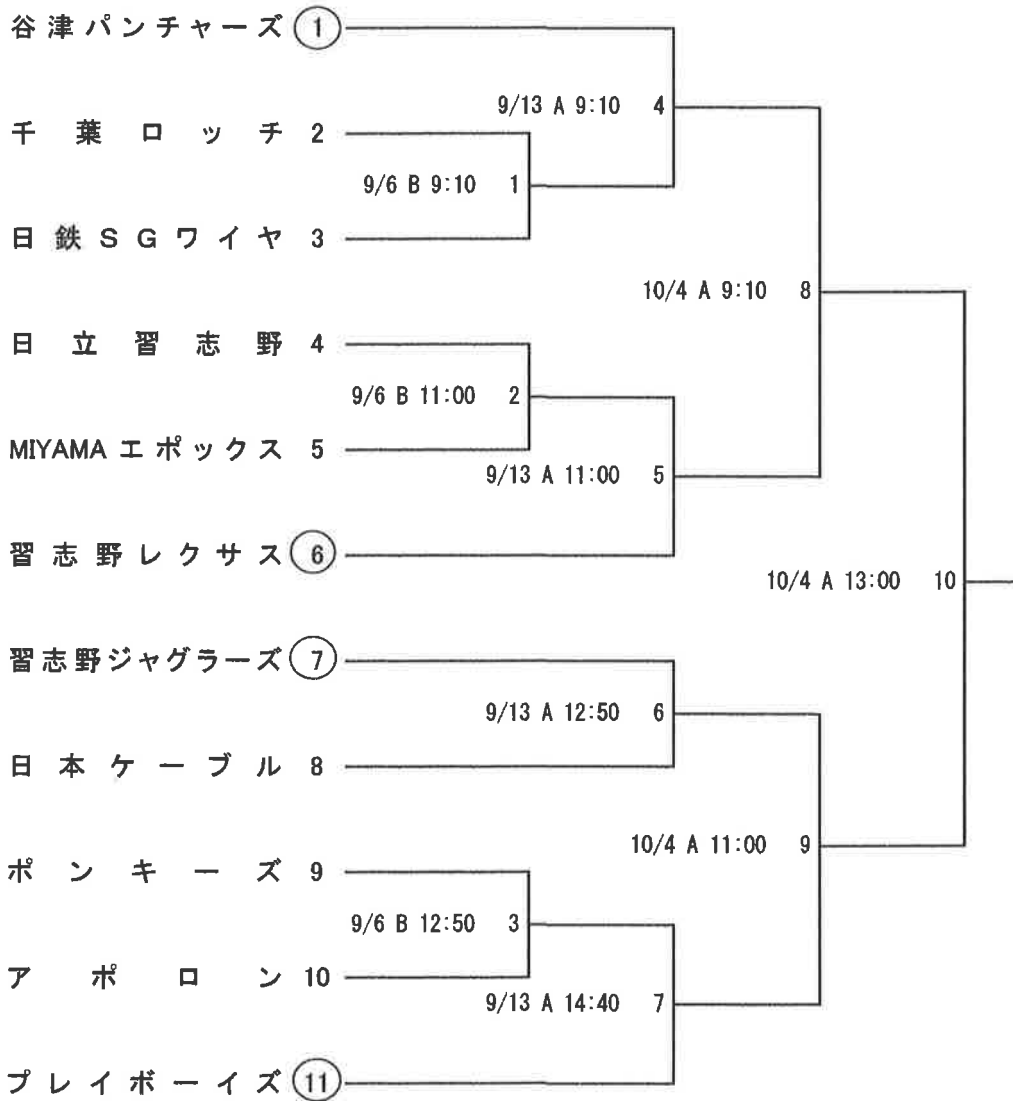 谷津パンチャーズ ①
9/13 A 9:10 4
千葉ロッチ 2
9/6 B 9:10 1
日鉄SGワイヤ 3
10/4 A 9:10 8
日立習志野 4
9/6 B 11:00 2
MIYAMAエポックス 5
9/13 A 11:00 5
習志野レクサス ⑥
10/4 A 13:00 10
習志野ジャグラーズ ⑦
9/13 A 12:50 6
日本ケーブル 8
10/4 A 11:00 9
ポンキーズ 9
9/6 B 12:50 3
アポロン 10
9/13 A 14:40 7
プレイボーイズ ⑪